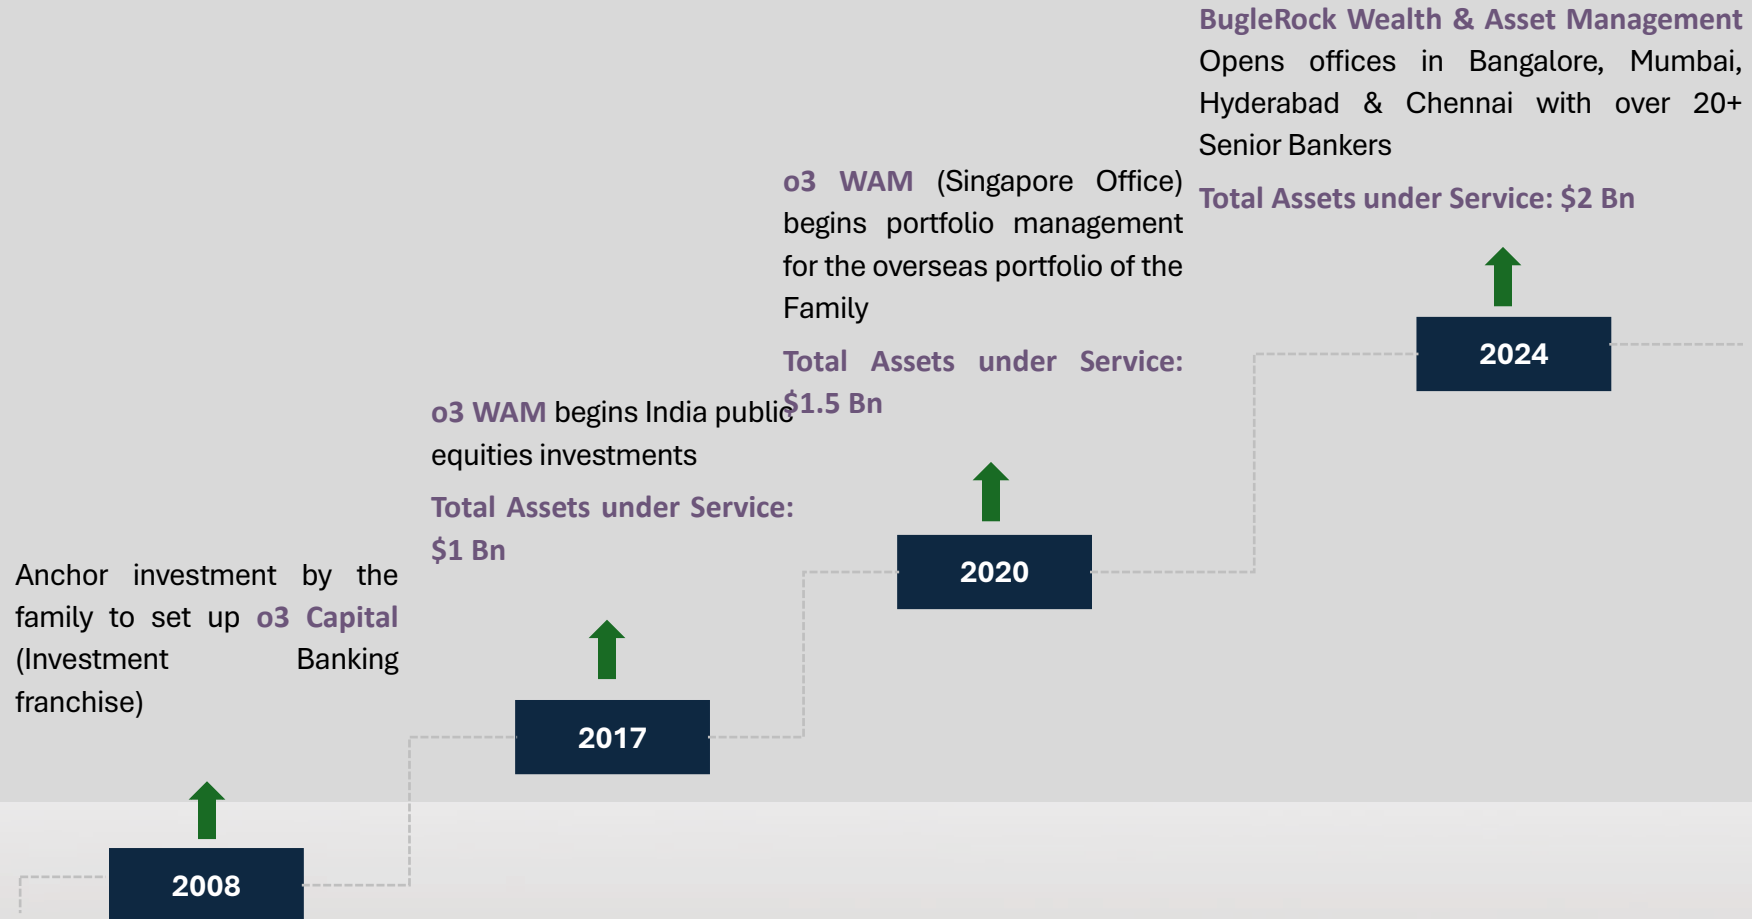 Anchor investment by the
family to set up o3 Capital
(Investment Banking
franchise)
2008
o3 WAM begins India public
equities investments
Total Assets under Service:
$1 Bn
2017
o3 WAM (Singapore Office)
begins portfolio management
for the overseas portfolio of the
Family
Total Assets under Service:
$1.5 Bn
2020
BugleRock Wealth & Asset Management
Opens offices in Bangalore, Mumbai,
Hyderabad & Chennai with over 20+
Senior Bankers
Total Assets under Service: $2 Bn
2024